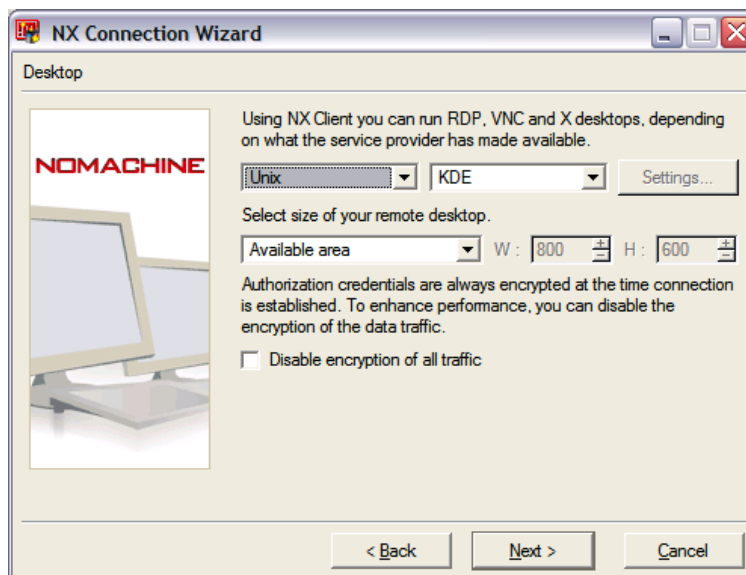 NX Connection Wizard
Desktop
NOMACHINE
Using NX Client you can run RDP, VNC and X desktops, depending
on what the service provider has made available.
Unix KDE Settings...
Select size of your remote desktop.
Available area W : 800 H : 600
Authorization credentials are always encrypted at the time connection
is established. To enhance performance, you can disable the
encryption of the data traffic.
Disable encryption of all traffic
< Back Next > Cancel